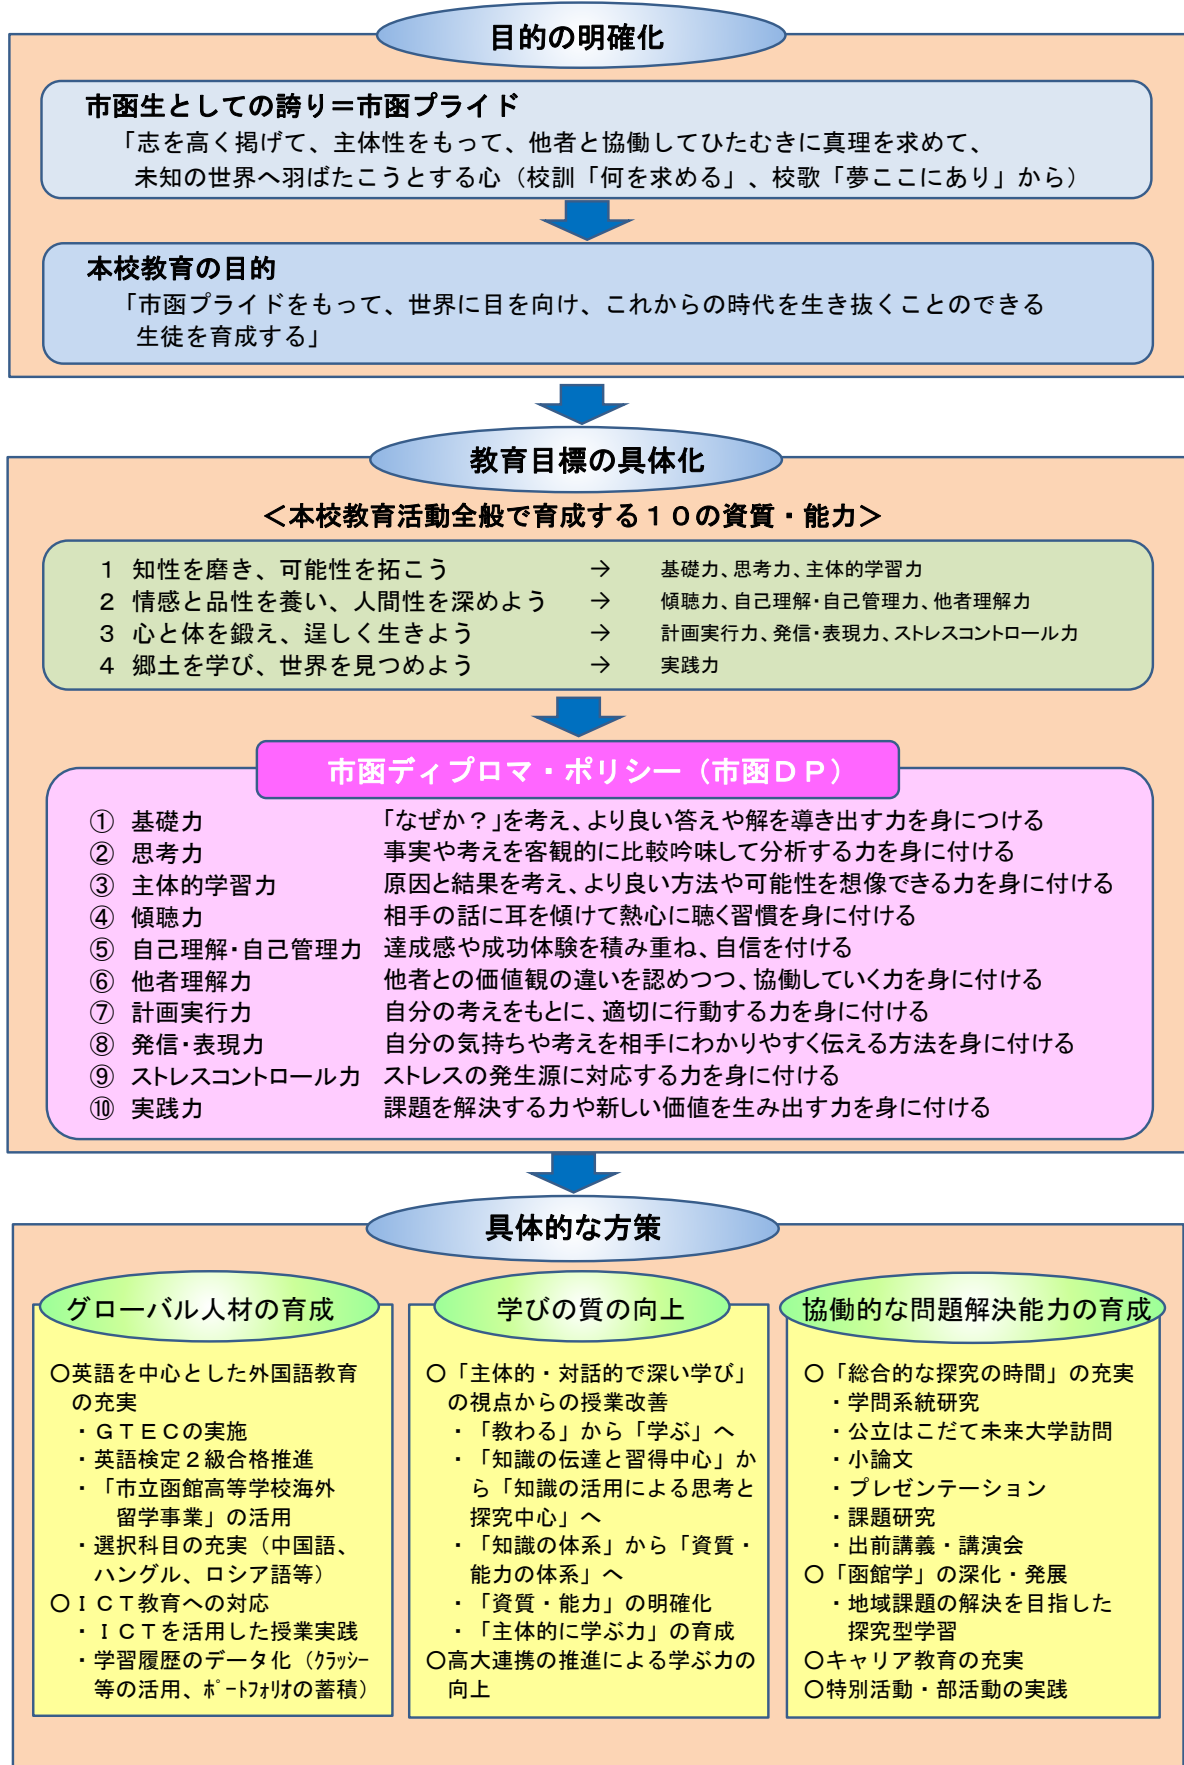 目的の明確化
市函生としての誇り＝市函プライド
「志を高く掲げて、主体性をもって、他者と協働してひたむきに真理を求めて、
未知の世界へ羽ばたこうとする心（校訓「何を求める」、校歌「夢ここにあり」から）
本校教育の目的
「市函プライドをもって、世界に目を向け、これからの時代を生き抜くことのできる
生徒を育成する」
教育目標の具体化
＜本校教育活動全般で育成する１０の資質・能力＞
１ 知性を磨き、可能性を拓こう → 基礎力、思考力、主体的学習力
２ 情感と品性を養い、人間性を深めよう → 傾聴力、自己理解・自己管理力、他者理解力
３ 心と体を鍛え、逞しく生きよう → 計画実行力、発信・表現力、ストレスコントロール力
４ 郷土を学び、世界を見つめよう → 実践力
市函ディプロマ・ポリシー（市函ＤＰ）
① 基礎力 「なぜか？」を考え、より良い答えや解を導き出す力を身につける
② 思考力 事実や考えを客観的に比較吟味して分析する力を身に付ける
③ 主体的学習力 原因と結果を考え、より良い方法や可能性を想像できる力を身に付ける
④ 傾聴力 相手の話に耳を傾けて熱心に聴く習慣を身に付ける
⑤ 自己理解・自己管理力 達成感や成功体験を積み重ね、自信を付ける
⑥ 他者理解力 他者との価値観の違いを認めつつ、協働していく力を身に付ける
⑦ 計画実行力 自分の考えをもとに、適切に行動する力を身に付ける
⑧ 発信・表現力 自分の気持ちや考えを相手にわかりやすく伝える方法を身に付ける
⑨ ストレスコントロール力 ストレスの発生源に対応する力を身に付ける
⑩ 実践力 課題を解決する力や新しい価値を生み出す力を身に付ける
具体的な方策
グローバル人材の育成
○英語を中心とした外国語教育
の充実
・ＧＴＥＣの実施
・英語検定２級合格推進
・「市立函館高等学校海外
留学事業」の活用
・選択科目の充実（中国語、
ハングル、ロシア語等）
○ＩＣＴ教育への対応
・ＩＣＴを活用した授業実践
・学習履歴のデータ化（ｸﾗｯｼｰ
等の活用、ﾎﾟｰﾄﾌｫﾘｵの蓄積）
学びの質の向上
○「主体的・対話的で深い学び」
の視点からの授業改善
・「教わる」から「学ぶ」へ
・「知識の伝達と習得中心」か
ら「知識の活用による思考と
探究中心」へ
・「知識の体系」から「資質・
能力の体系」へ
・「資質・能力」の明確化
・「主体的に学ぶ力」の育成
○高大連携の推進による学ぶ力の
向上
協働的な問題解決能力の育成
○「総合的な探究の時間」の充実
・学問系統研究
・公立はこだて未来大学訪問
・小論文
・プレゼンテーション
・課題研究
・出前講義・講演会
○「函館学」の深化・発展
・地域課題の解決を目指した
探究型学習
○キャリア教育の充実
○特別活動・部活動の実践